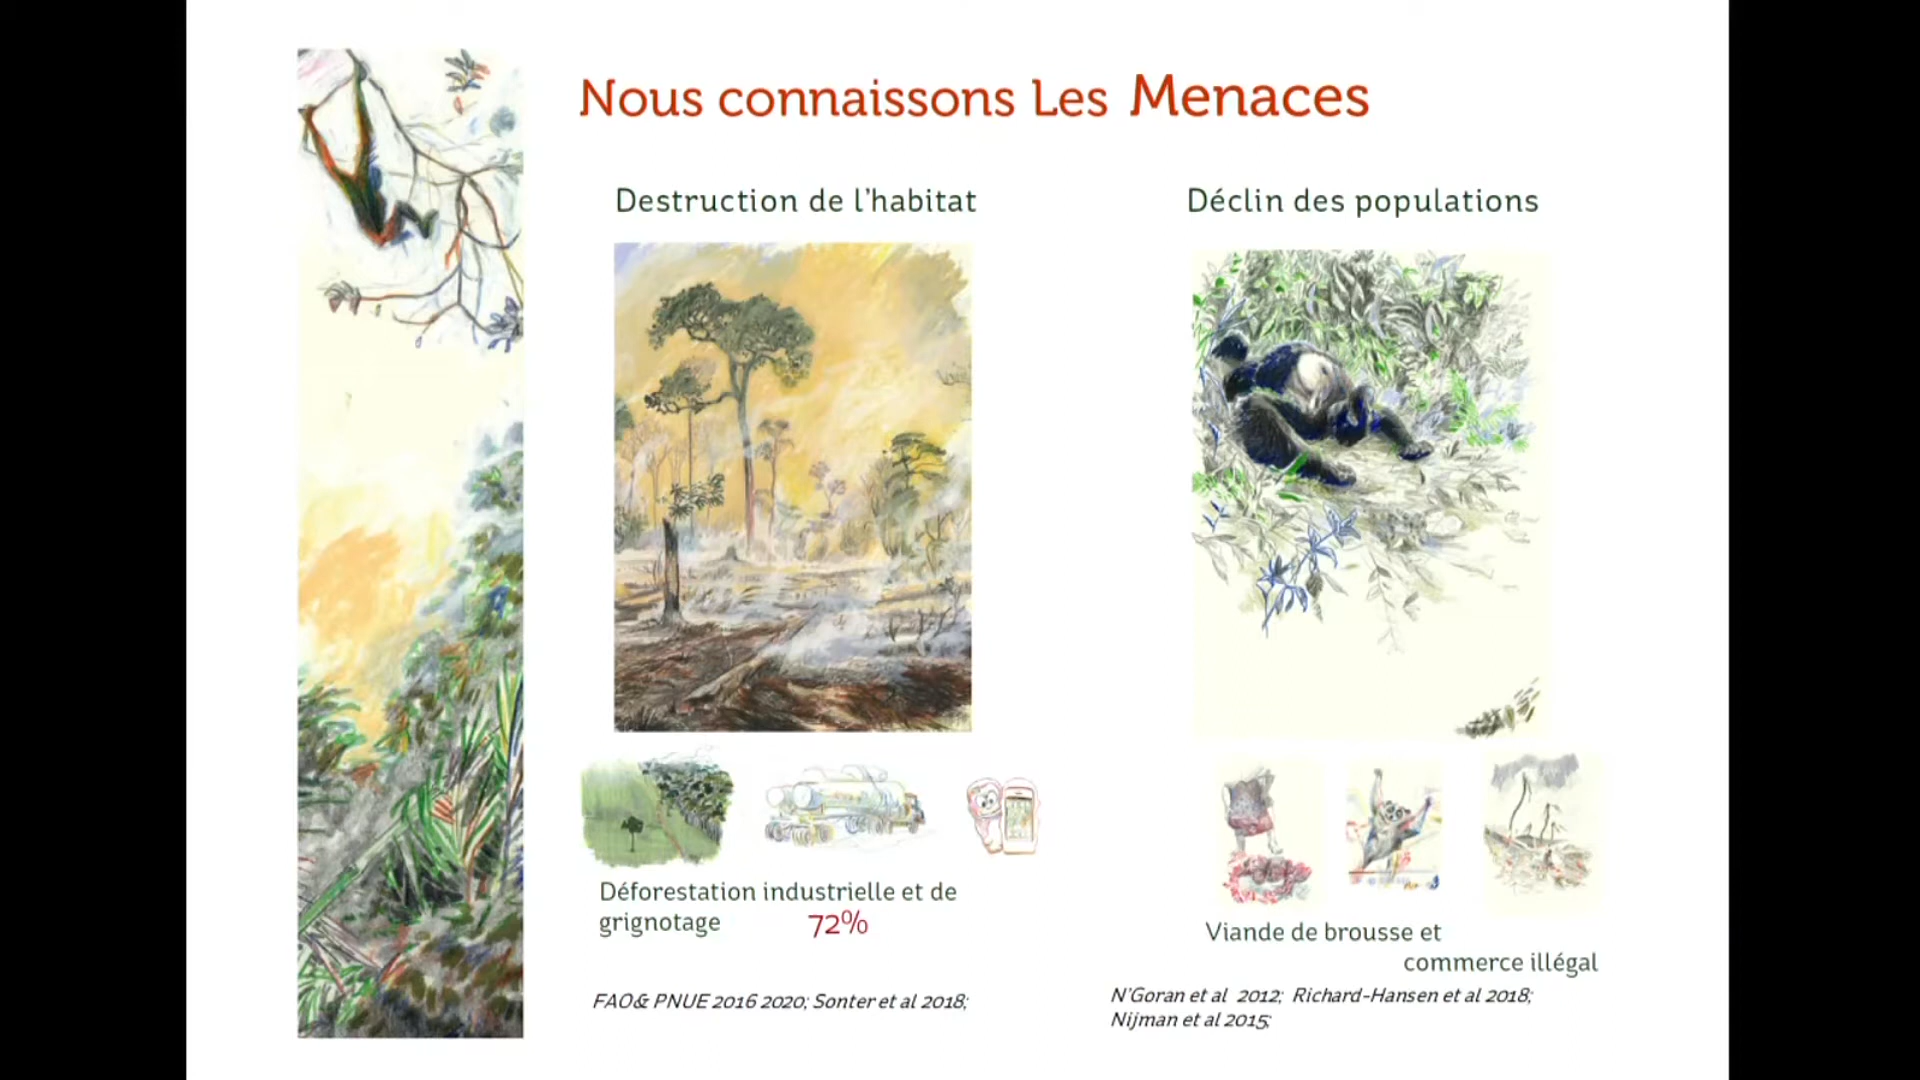 Nous connaissons Les Menaces
Destruction de l'habitat
Déforestation industrielle et de
grignotage 72%
FAO& PNUE 2016 2020; Sonter et al 2018;
Déclin des populations
Viande de brousse et
commerce illégal
N'Goran et al 2012; Richard-Hansen et al 2018;
Nijman et al 2015;